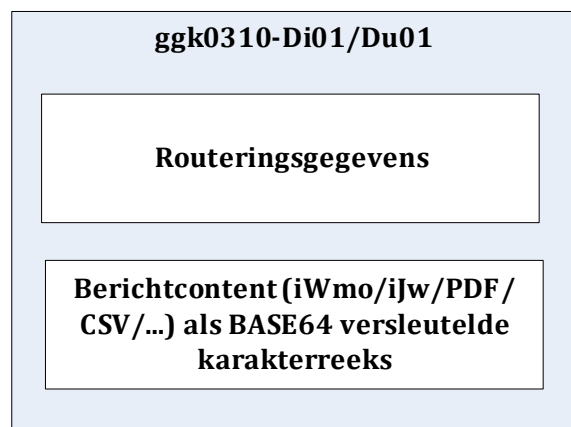 ggk0310-Di01/Du01
Routeringsgegevens
Berichtcontent (iWmo/iJw/PDF/
CSV/...) als BASE64 versleutelde
karakterreeks